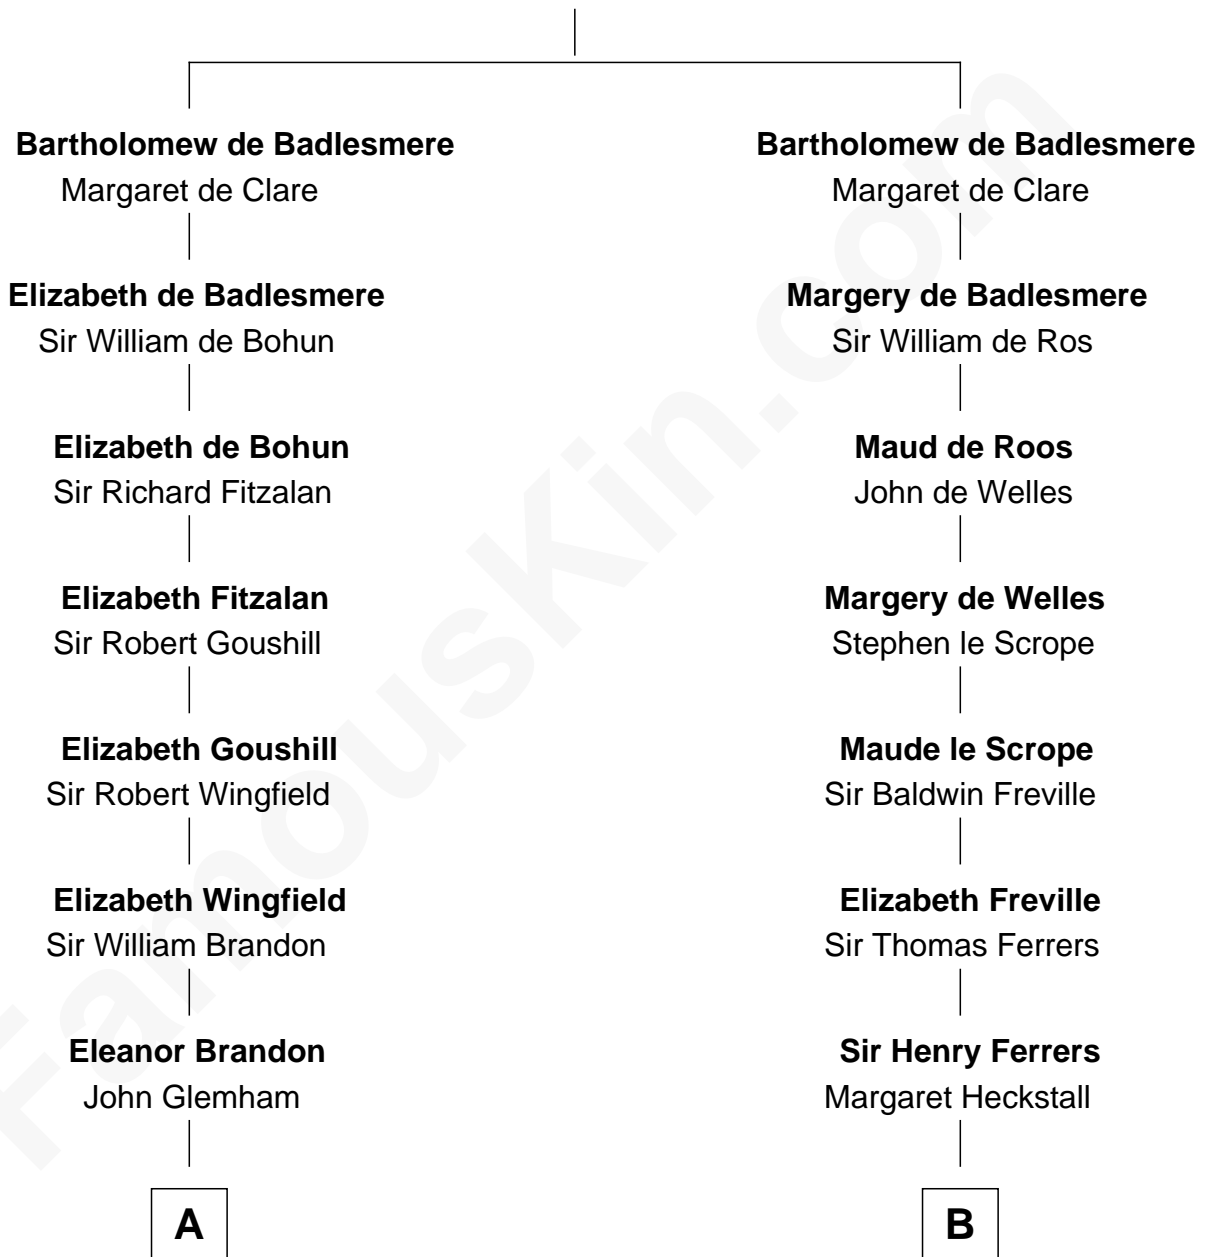 Bartholomew de Badlesmere
Margaret de Clare
Elizabeth de Badlesmere
Sir William de Bohun
Elizabeth de Bohun
Sir Richard Fitzalan
Elizabeth Fitzalan
Sir Robert Goushill
Elizabeth Goushill
Sir Robert Wingfield
Elizabeth Wingfield
Sir William Brandon
Eleanor Brandon
John Glemham
A
Bartholomew de Badlesmere
Margaret de Clare
Margery de Badlesmere
Sir William de Ros
Maud de Roos
John de Welles
Margery de Welles
Stephen le Scrope
Maude le Scrope
Sir Baldwin Freville
Elizabeth Freville
Sir Thomas Ferrers
Sir Henry Ferrers
Margaret Heckstall
B
FamousKin.com